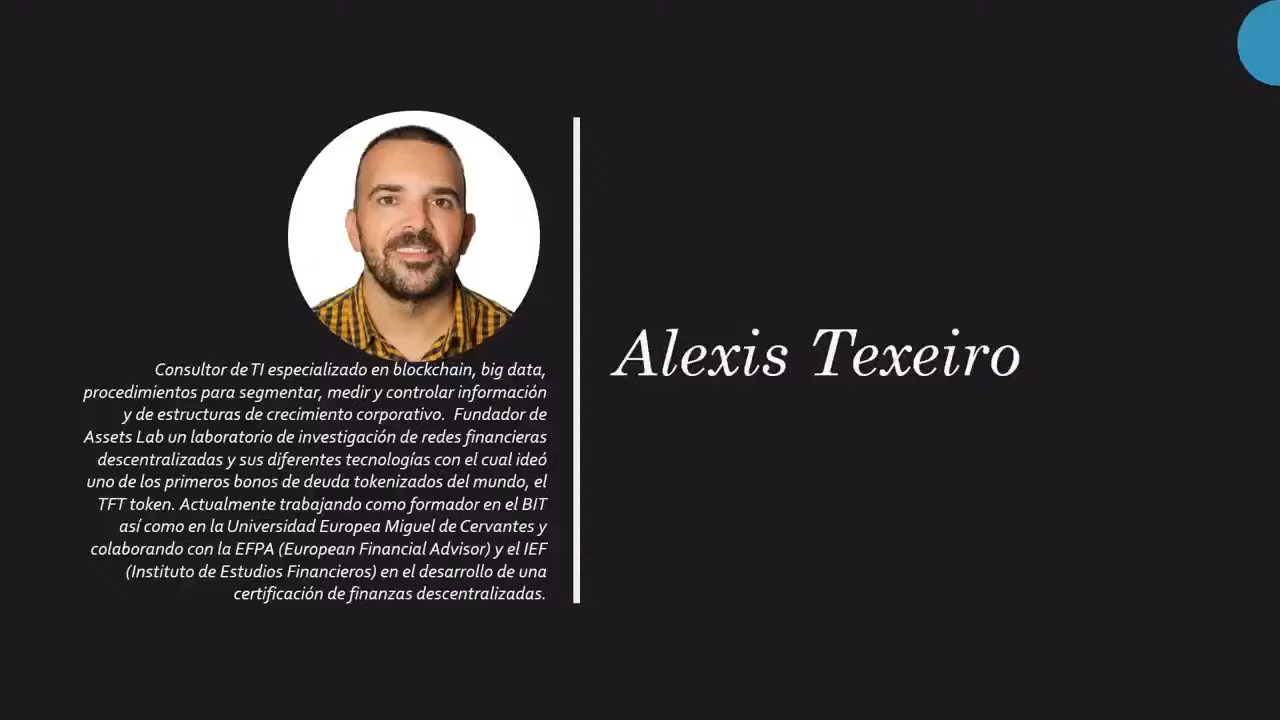 Consultor de TI especializado en blockchain, big data,
procedimientos para segmentar, medir y controlar información
y de estructuras de crecimiento corporativo. Fundador de
Assets Lab un laboratorio de investigación de redes financieras
descentralizadas y sus diferentes tecnologías con el cual ideó
uno de los primeros bonos de deuda tokenizados del mundo, el
TFT token. Actualmente trabajando como formador en el BIT
así como en la Universidad Europea Miguel de Cervantes y
colaborando con la EFPA (European Financial Advisor) y el IEF
(Instituto de Estudios Financieros) en el desarrollo de una
certificación de finanzas descentralizadas.
Alexis Texeiro